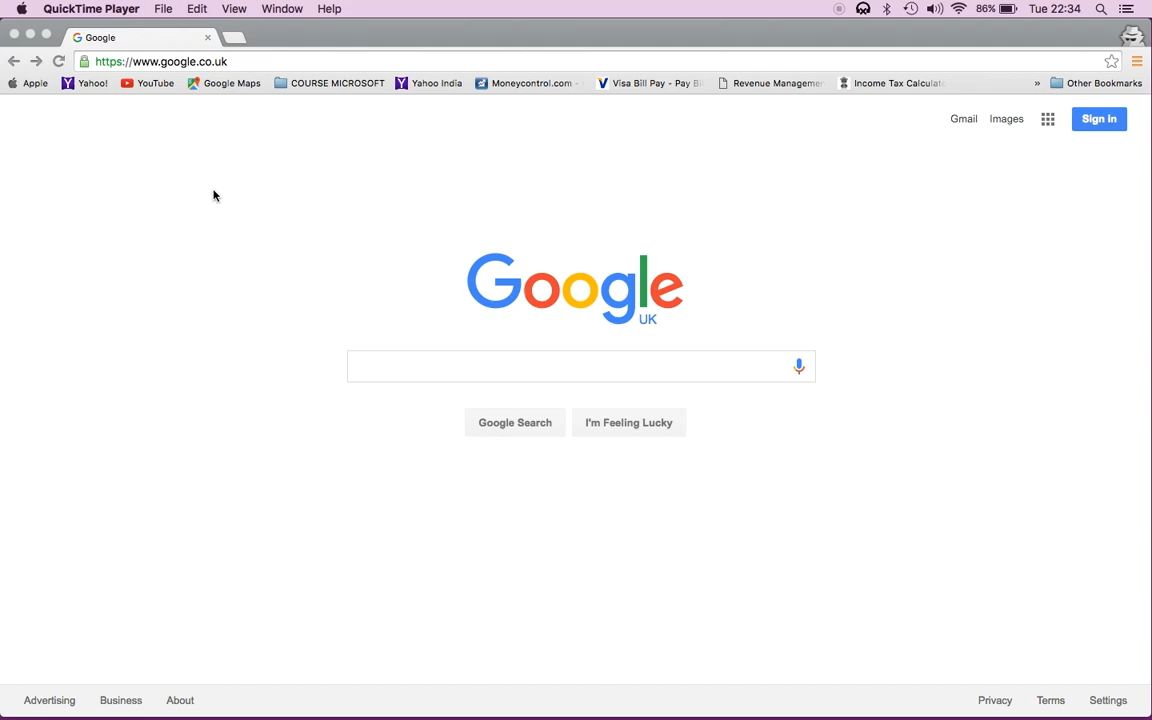 QuickTime Player File Edit View Window Help 86% Tue 22:34
Google
https://www.google.co.uk
Apple Yahoo! YouTube Google Maps COURSE MICROSOFT Yahoo India Moneycontrol.com - Visa Bill Pay - Pay Bi Revenue Managemen Income Tax Calculato » Other Bookmarks
Gmail Images Sign in
Google
UK
Google Search I'm Feeling Lucky
Advertising Business About Privacy Terms Settings